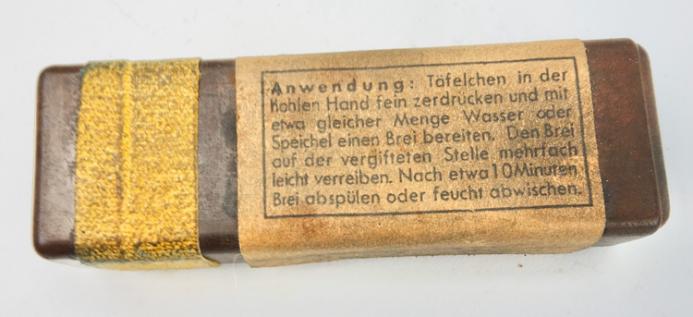 Anwendung: Täfelchen in der
hohlen Hand fein zerdrücken und mit
etwa gleicher Menge Wasser oder
Speichel einen Brei bereiten. Den Brei
auf der vergifteten Stelle mehrfach
leicht verreiben. Nach etwa 10 Minuten
Brei abspülen oder feucht abwischen.